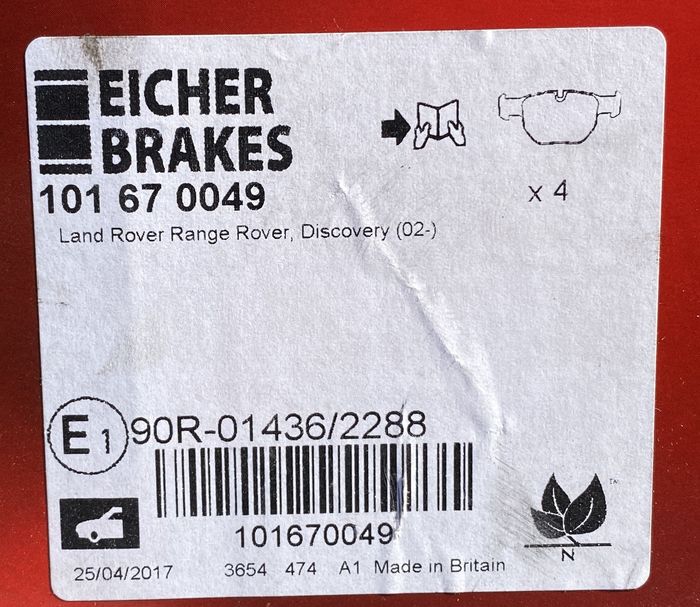 EICHER
BRAKES
101 67 0049
x 4
Land Rover Range Rover, Discovery (02-)
E1 90R-01436/2288
101670049
TM
N
25/04/2017 3654 474 A1 Made in Britain